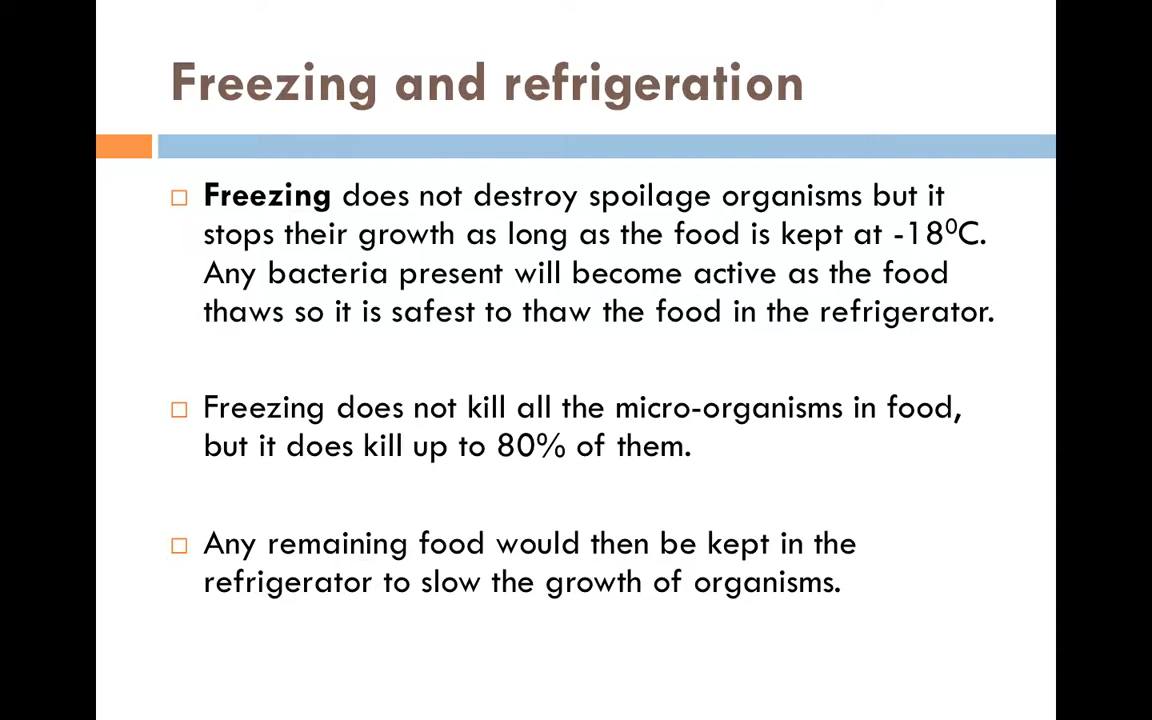 Freezing and refrigeration
Freezing does not destroy spoilage organisms but it
stops their growth as long as the food is kept at -18⁰C.
Any bacteria present will become active as the food
thaws so it is safest to thaw the food in the refrigerator.
Freezing does not kill all the micro-organisms in food,
but it does kill up to 80% of them.
Any remaining food would then be kept in the
refrigerator to slow the growth of organisms.